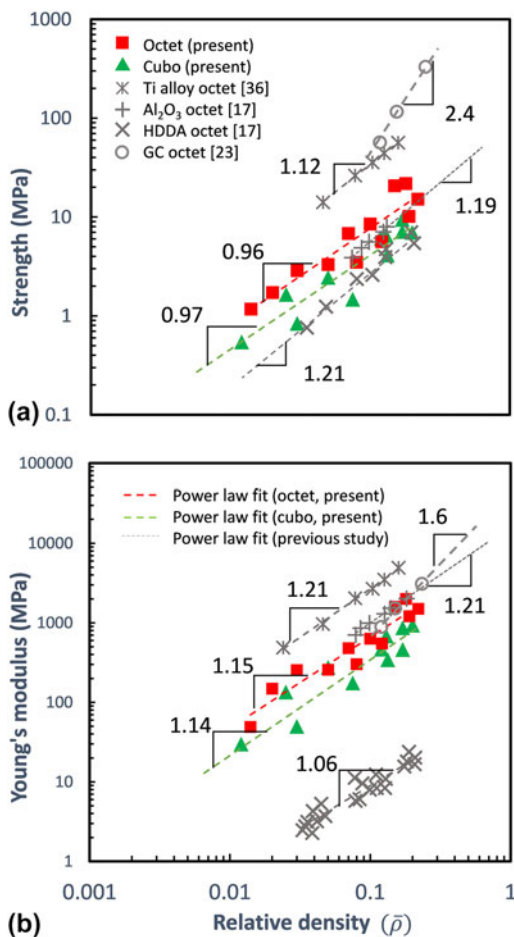 (a)
Strength (MPa)
1000
100
10
1
0.1
Octet (present)
Cubo (present)
Ti alloy octet [36]
Al₂O₃ octet [17]
HDDA octet [17]
GC octet [23]
2.4
1.12
1.19
0.96
0.97
1.21
(b)
Young's modulus (MPa)
100000
10000
1000
100
10
1
Power law fit (octet, present)
Power law fit (cubo, present)
Power law fit (previous study)
1.6
1.21
1.21
1.15
1.14
1.06
0.001
0.01
0.1
1
Relative density (ρ̄)